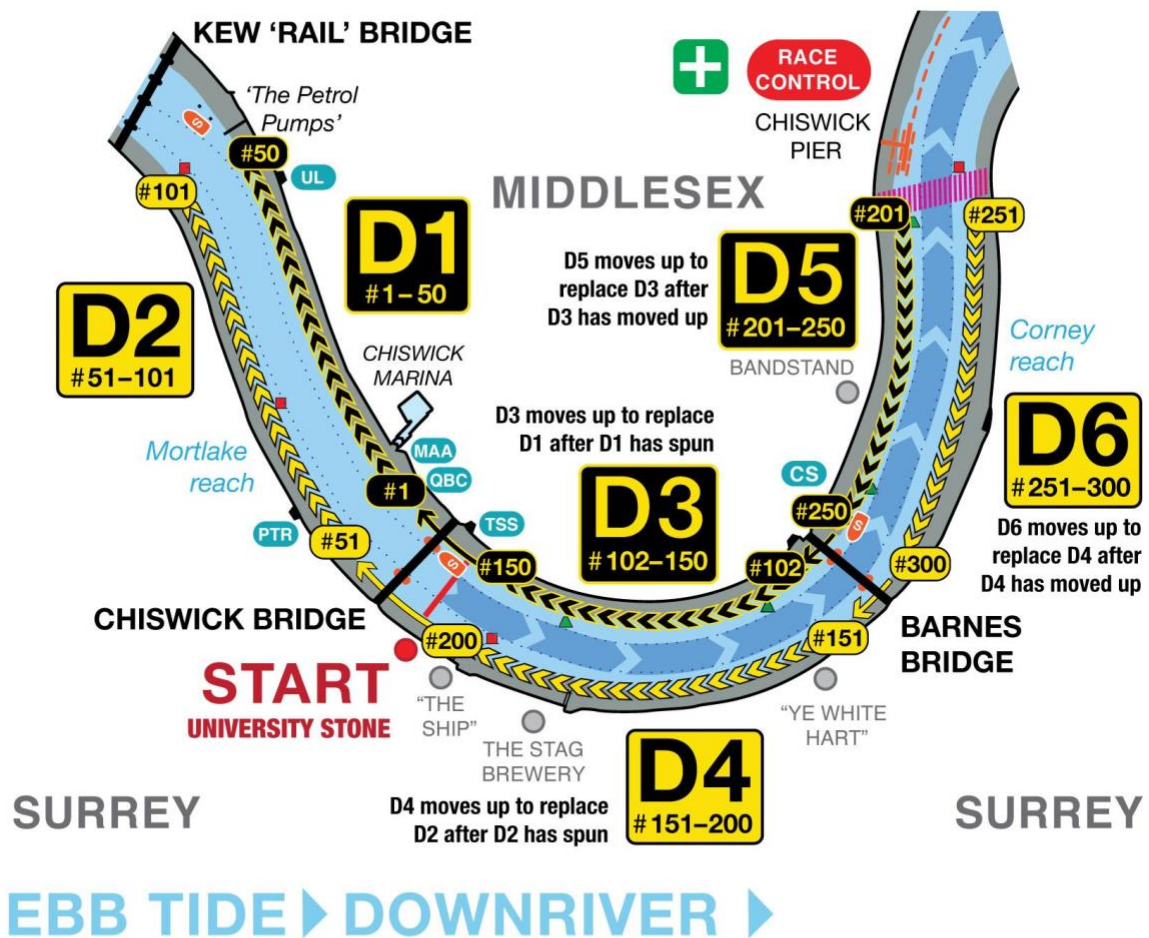 KEW 'RAIL' BRIDGE
'The Petrol
Pumps'
S
#50
#101
UL
D1
#1–50
D2
#51–101
MIDDLESEX
RACE
CONTROL
CHISWICK
PIER
#201
#251
D5 moves up to
replace D3 after
D3 has moved up
D5
#201–250
BANDSTAND
Corney
reach
CHISWICK
MARINA
MAA
QBC
#1
Mortlake
reach
PTR
#51
TSS
D3 moves up to replace
D1 after D1 has spun
D3
#102–150
CS
#250
S
D6
#251–300
D6 moves up to
replace D4 after
D4 has moved up
S
#150
#102
#300
CHISWICK BRIDGE
#200
#151
BARNES
BRIDGE
START
UNIVERSITY STONE
"THE
SHIP"
THE STAG
BREWERY
"YE WHITE
HART"
D4 moves up to replace
D2 after D2 has spun
D4
#151–200
SURREY
SURREY
EBB TIDE DOWNRIVER